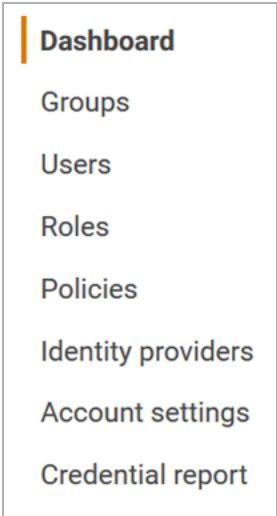 Dashboard
Groups
Users
Roles
Policies
Identity providers
Account settings
Credential report